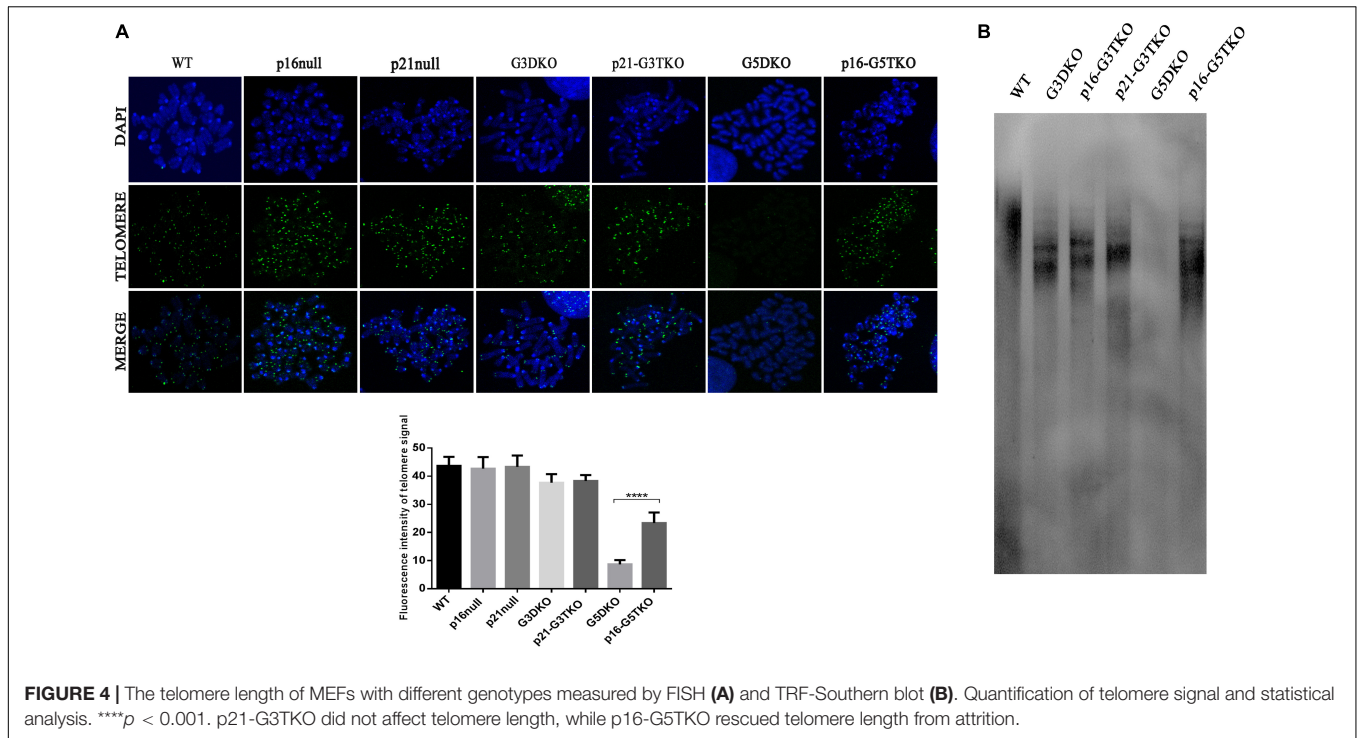 A
WT p16null p21null G3DKO p21-G3TKO G5DKO p16-G5TKO
DAPI
TELOMERE
MERGE
Fluorescence intensity of telomere signal
50
40
30
20
10
0
****
WT p16null p21null G3DKO p21-G3TKO G5DKO p16-G5TKO
B
WT G3DKO p16-G3TKO p21-G3TKO G5DKO p16-G5TKO
FIGURE 4 | The telomere length of MEFs with different genotypes measured by FISH (A) and TRF-Southern blot (B). Quantification of telomere signal and statistical
analysis. ****p < 0.001. p21-G3TKO did not affect telomere length, while p16-G5TKO rescued telomere length from attrition.